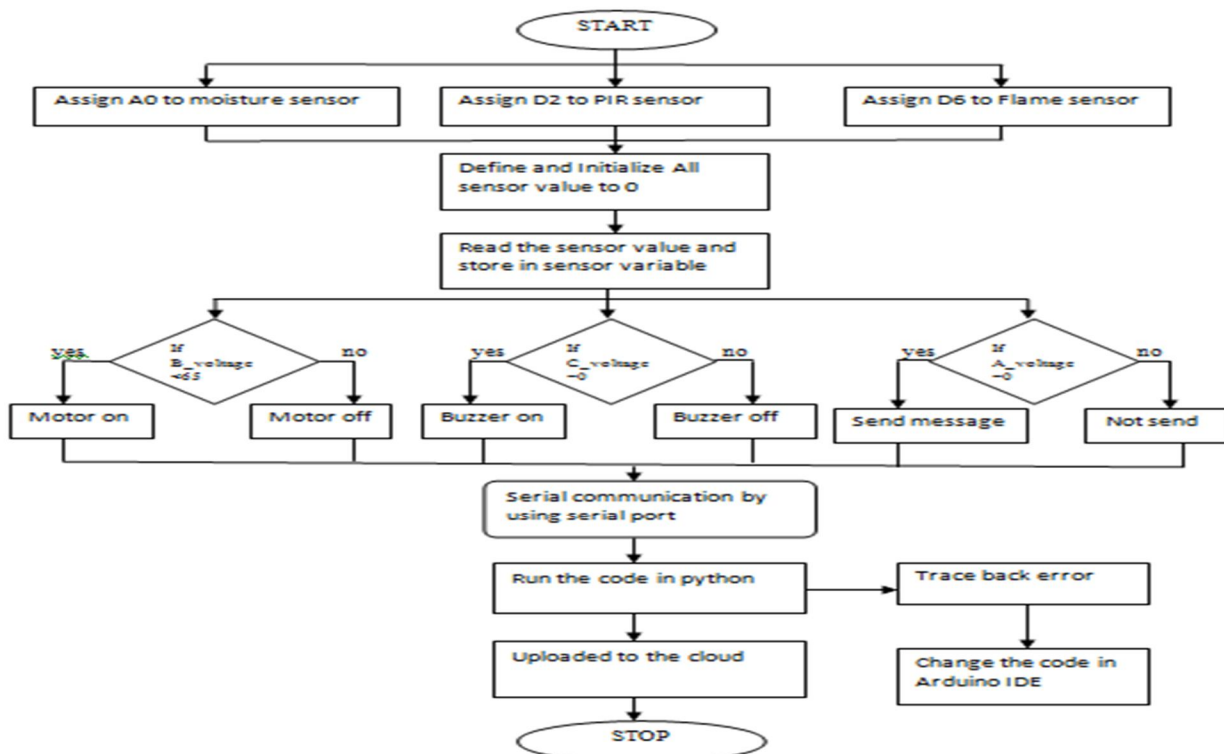 START
Assign A0 to moisture sensor
Assign D2 to PIR sensor
Assign D6 to Flame sensor
Define and Initialize All
sensor value to 0
Read the sensor value and
store in sensor variable
yes
If
B_voltage
<65
no
yes
If
C_voltage
=0
no
yes
If
A_voltage
=0
no
Motor on
Motor off
Buzzer on
Buzzer off
Send message
Not send
Serial communication by
using serial port
Run the code in python
Trace back error
Uploaded to the cloud
Change the code in
Arduino IDE
STOP